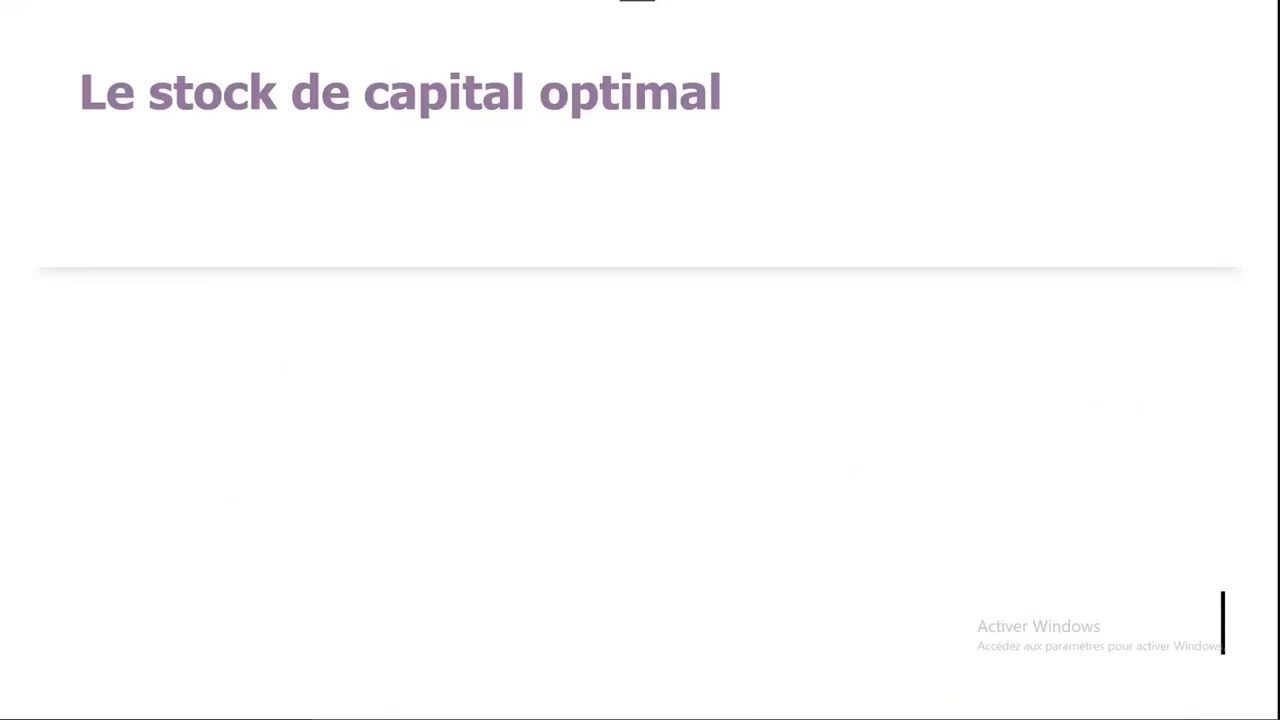 Le stock de capital optimal
Activer Windows
Accédez aux paramètres pour activer Windows.